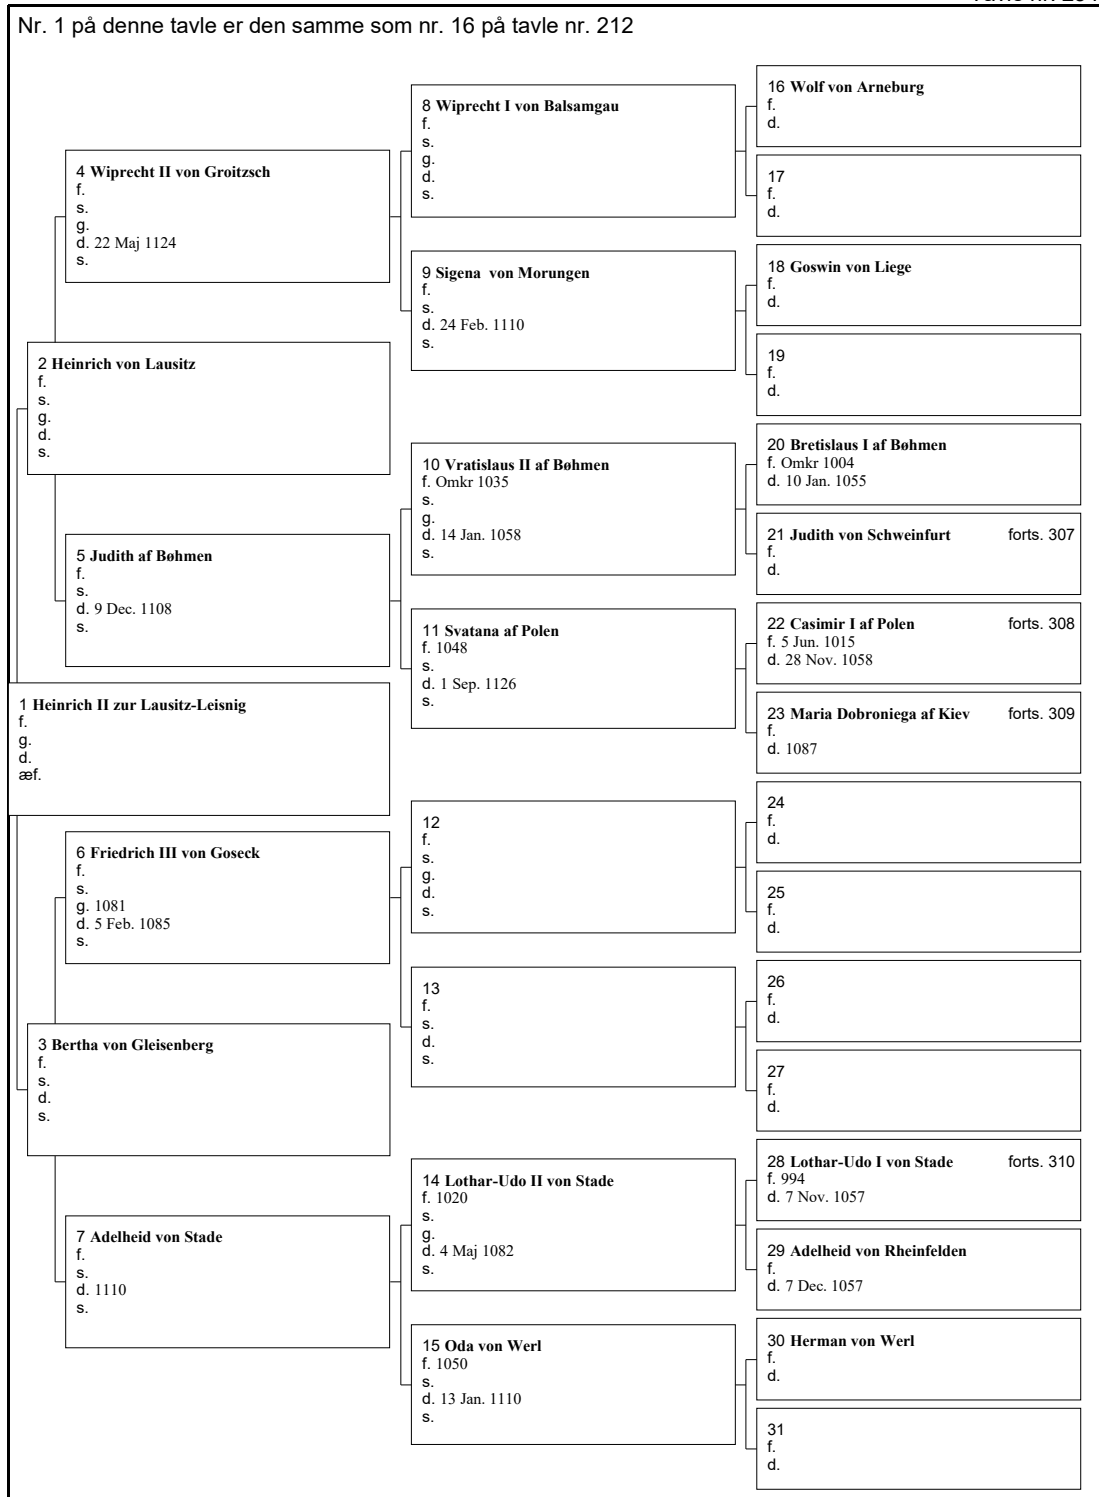 Nr. 1 på denne tavle er den samme som nr. 16 på tavle nr. 212
16 Wolf von Arneburg
f.
d.
8 Wiprecht I von Balsamgau
f.
s.
g.
d.
s.
17
f.
d.
4 Wiprecht II von Groitzsch
f.
s.
g.
d. 22 Maj 1124
s.
18 Goswin von Liege
f.
d.
9 Sigena von Morungen
f.
s.
d. 24 Feb. 1110
s.
19
f.
d.
2 Heinrich von Lausitz
f.
s.
g.
d.
s.
20 Bretislaus I af Bøhmen
f. Omkr 1004
d. 10 Jan. 1055
10 Vratislaus II af Bøhmen
f. Omkr 1035
s.
g.
d. 14 Jan. 1058
s.
21 Judith von Schweinfurt forts. 307
f.
d.
5 Judith af Bøhmen
f.
s.
d. 9 Dec. 1108
s.
22 Casimir I af Polen forts. 308
f. 5 Jun. 1015
d. 28 Nov. 1058
11 Svatana af Polen
f. 1048
s.
d. 1 Sep. 1126
s.
23 Maria Dobroniega af Kiev forts. 309
f.
d. 1087
1 Heinrich II zur Lausitz-Leisnig
f.
g.
d.
æf.
24
f.
d.
12
f.
s.
g.
d.
s.
25
f.
d.
6 Friedrich III von Goseck
f.
s.
g. 1081
d. 5 Feb. 1085
s.
26
f.
d.
13
f.
s.
d.
s.
27
f.
d.
3 Bertha von Gleisenberg
f.
s.
d.
s.
28 Lothar-Udo I von Stade forts. 310
f. 994
d. 7 Nov. 1057
14 Lothar-Udo II von Stade
f. 1020
s.
g.
d. 4 Maj 1082
s.
29 Adelheid von Rheinfelden
f.
d. 7 Dec. 1057
7 Adelheid von Stade
f.
s.
d. 1110
s.
30 Herman von Werl
f.
d.
15 Oda von Werl
f. 1050
s.
d. 13 Jan. 1110
s.
31
f.
d.